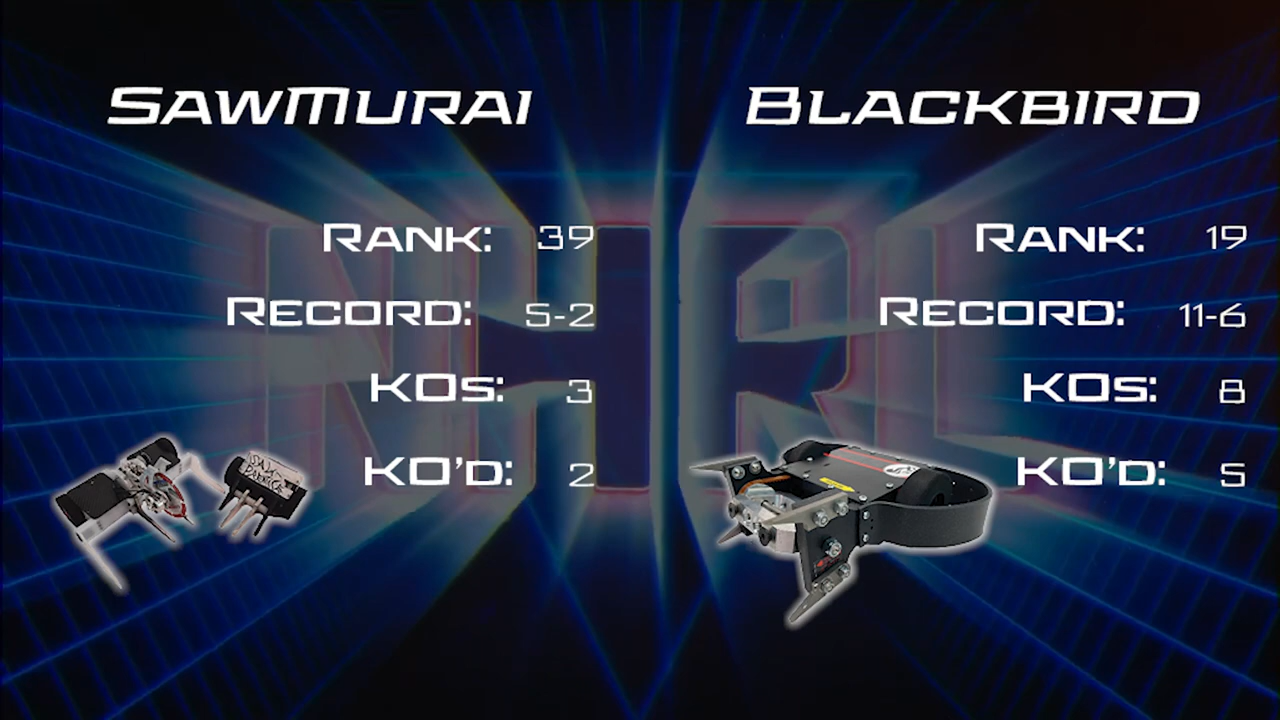 SawMurai
Rank: 39
Record: 5-2
KOs: 3
KO'd: 2
Blackbird
Rank: 19
Record: 11-6
KOs: 8
KO'd: 5
NHRL